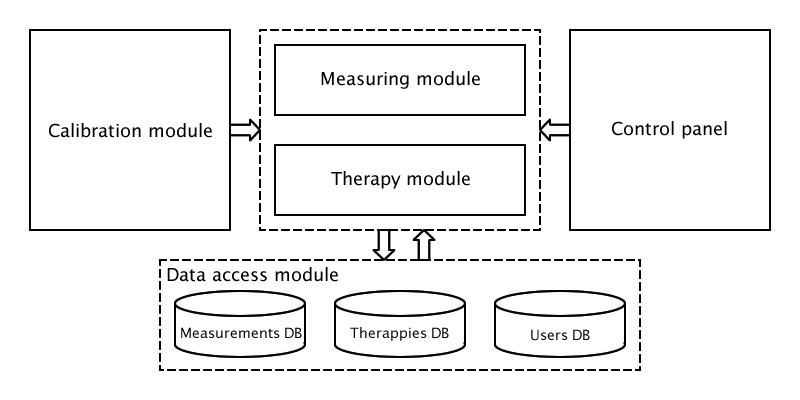 Measuring module
Calibration module
Control panel
Therapy module
Data access module
Measurements DB
Therappies DB
Users DB